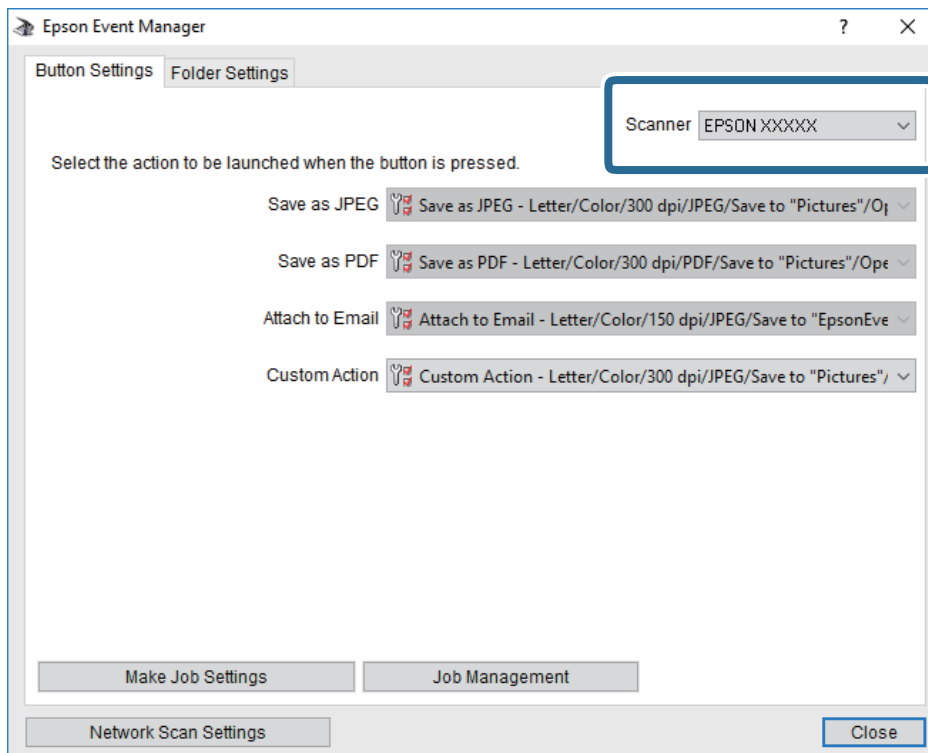 Epson Event Manager
Button Settings
Folder Settings
Scanner EPSON XXXXX
Select the action to be launched when the button is pressed.
Save as JPEG Save as JPEG - Letter/Color/300 dpi/JPEG/Save to "Pictures"/Op
Save as PDF Save as PDF - Letter/Color/300 dpi/PDF/Save to "Pictures"/Ope
Attach to Email Attach to Email - Letter/Color/150 dpi/JPEG/Save to "EpsonEve
Custom Action Custom Action - Letter/Color/300 dpi/JPEG/Save to "Pictures"/
Make Job Settings
Job Management
Network Scan Settings
Close